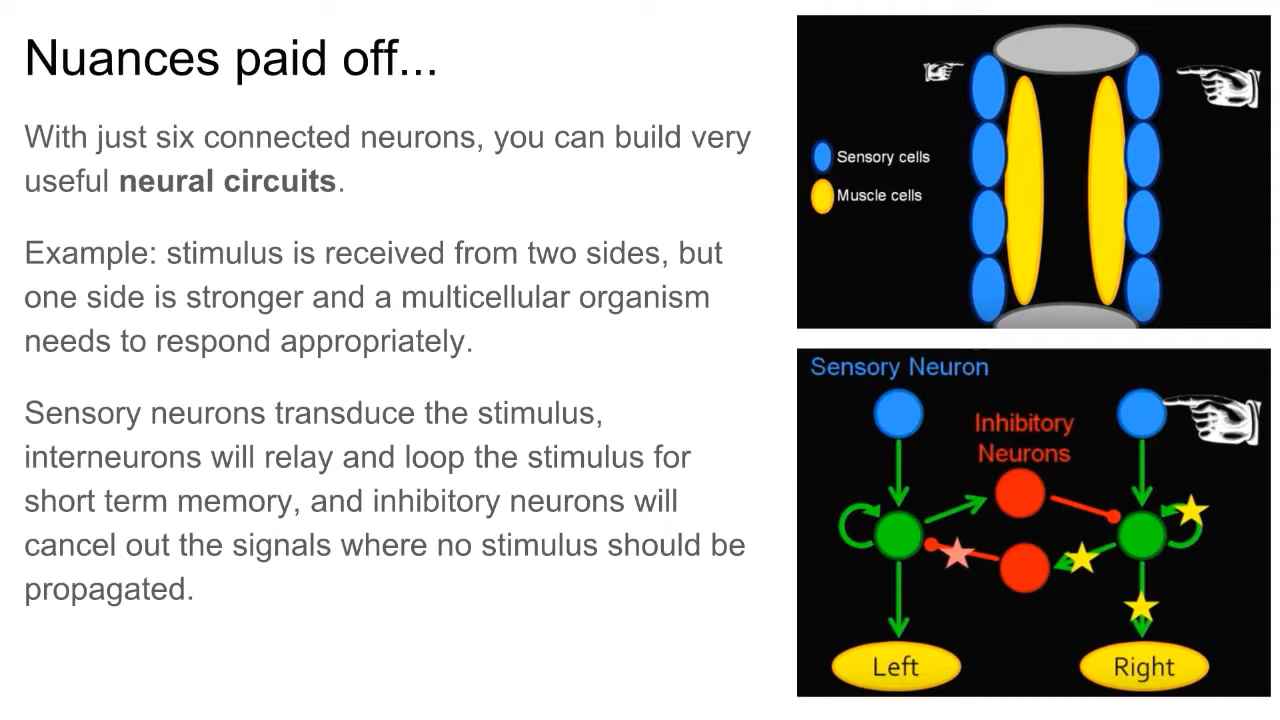 Nuances paid off...
With just six connected neurons, you can build very
useful neural circuits.
Example: stimulus is received from two sides, but
one side is stronger and a multicellular organism
needs to respond appropriately.
Sensory neurons transduce the stimulus,
interneurons will relay and loop the stimulus for
short term memory, and inhibitory neurons will
cancel out the signals where no stimulus should be
propagated.
Sensory cells
Muscle cells
Sensory Neuron
Inhibitory
Neurons
Left
Right